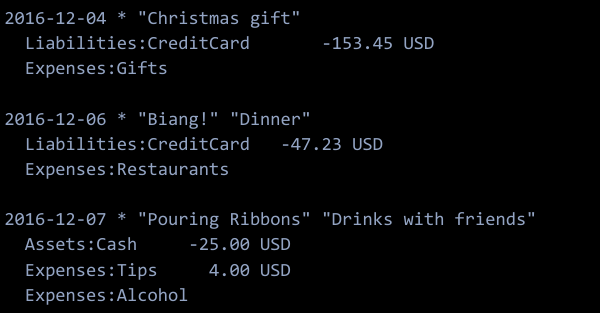 2016-12-04 * "Christmas gift"
  Liabilities:CreditCard       -153.45 USD
  Expenses:Gifts

2016-12-06 * "Biang!" "Dinner"
  Liabilities:CreditCard   -47.23 USD
  Expenses:Restaurants

2016-12-07 * "Pouring Ribbons" "Drinks with friends"
  Assets:Cash     -25.00 USD
  Expenses:Tips     4.00 USD
  Expenses:Alcohol